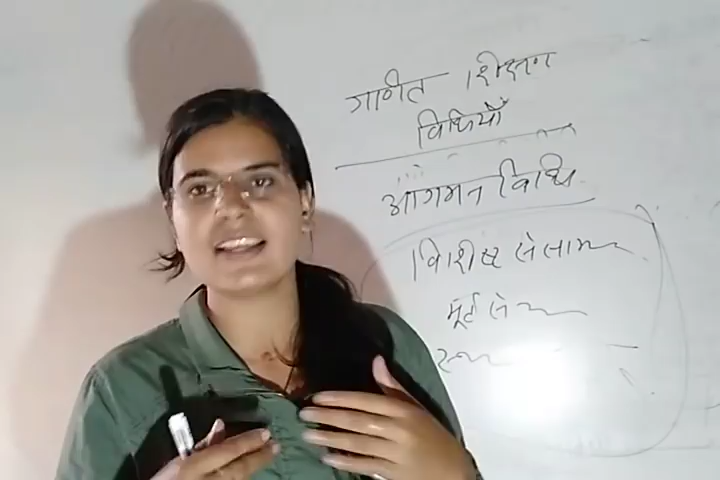 गणित शिक्षण
विधियाँ
आगमन विधि
विशिष्ट से सामा
मूर्त से